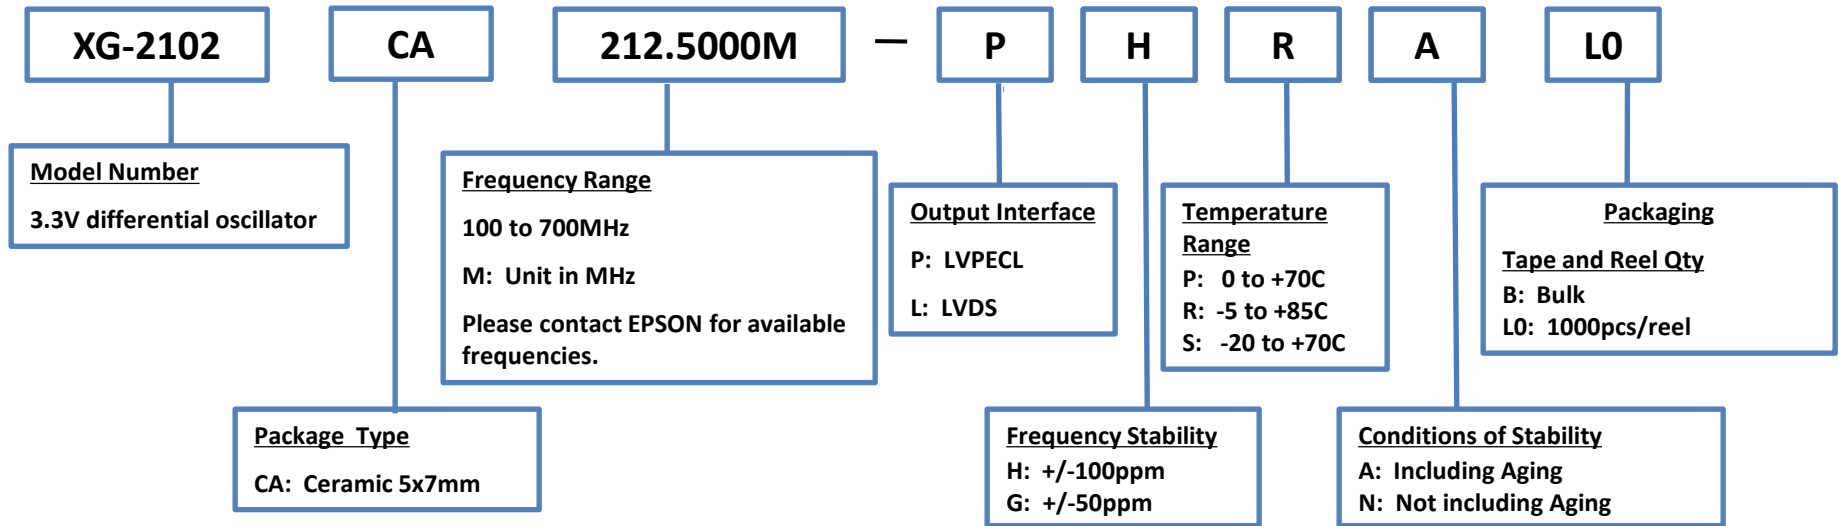 XG-2102 CA 212.5000M — P H R A L0
Model Number
3.3V differential oscillator
Frequency Range
100 to 700MHz
M: Unit in MHz
Please contact EPSON for available
frequencies.
Output Interface
P: LVPECL
L: LVDS
Temperature
Range
P: 0 to +70C
R: -5 to +85C
S: -20 to +70C
Packaging
Tape and Reel Qty
B: Bulk
L0: 1000pcs/reel
Package Type
CA: Ceramic 5x7mm
Frequency Stability
H: +/-100ppm
G: +/-50ppm
Conditions of Stability
A: Including Aging
N: Not including Aging